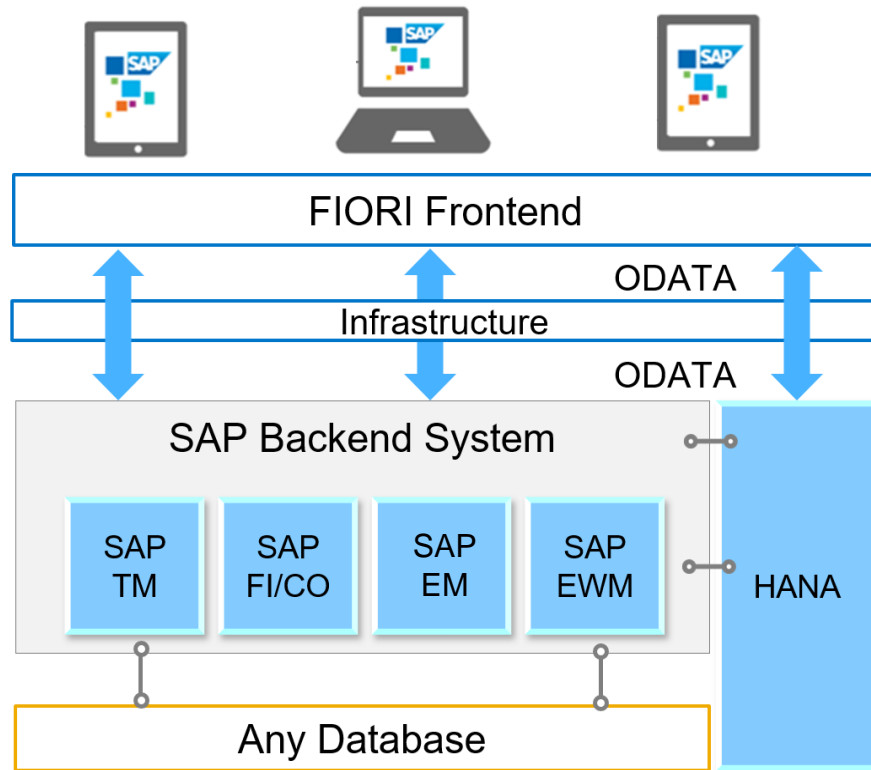 SAP
SAP
SAP
FIORI Frontend
ODATA
Infrastructure
ODATA
SAP Backend System
SAP
TM
SAP
FI/CO
SAP
EM
SAP
EWM
HANA
Any Database